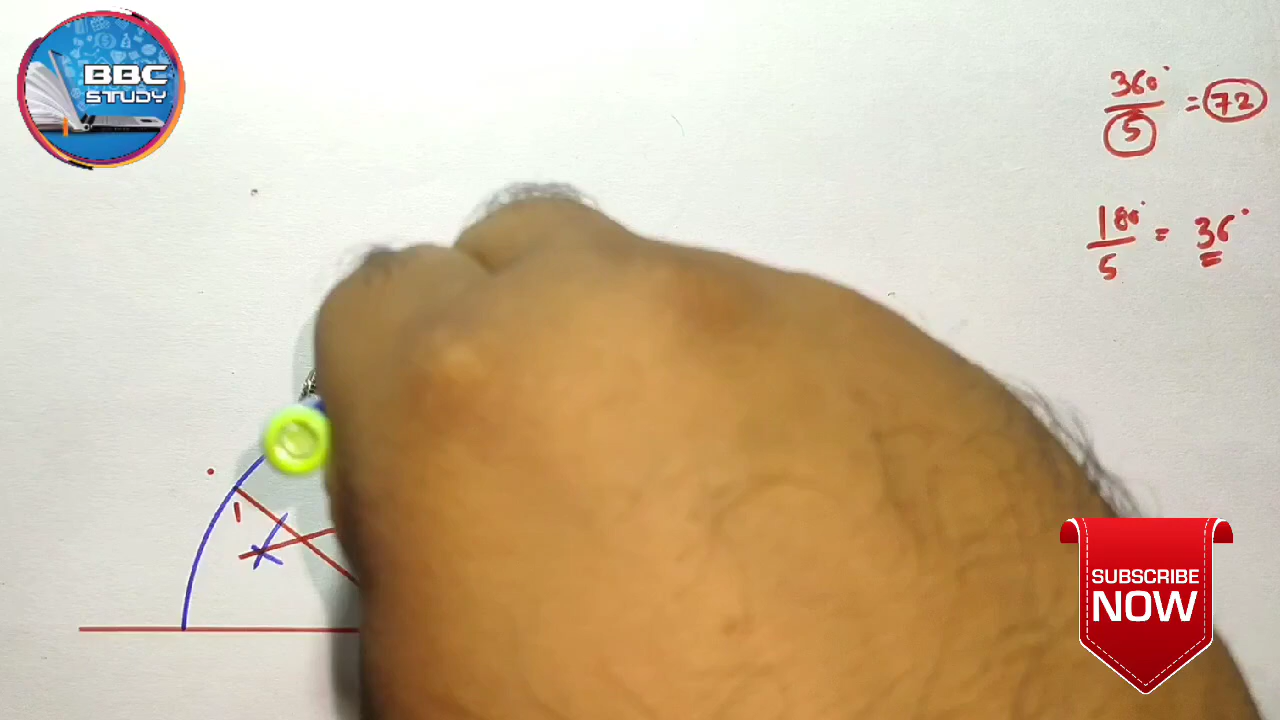 BBC
STUDY
360° / 5 = 72
180° / 5 = 36°
1
SUBSCRIBE
NOW